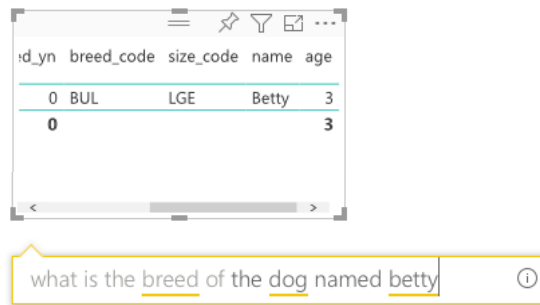 ed_yn breed_code size_code name age
0 BUL LGE Betty 3
0 3
what is the breed of the dog named betty